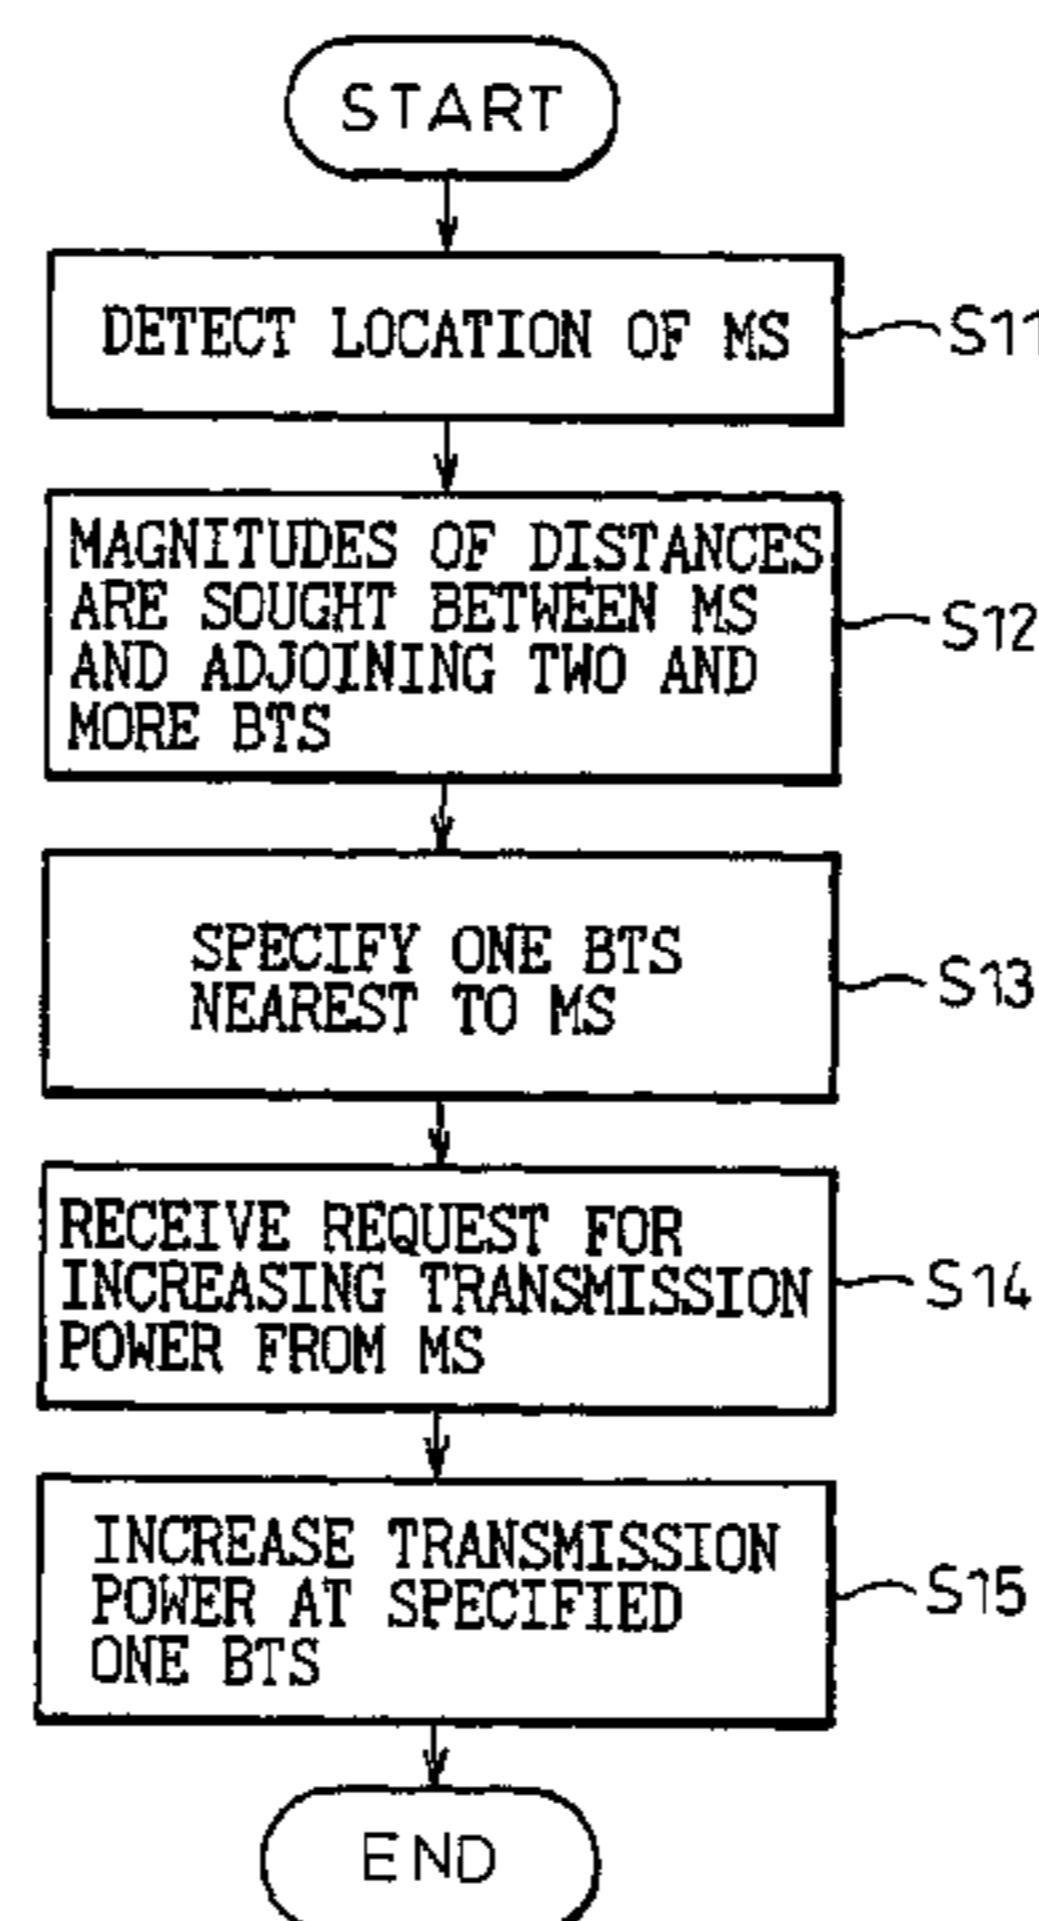 START
DETECT LOCATION OF MS
S11
MAGNITUDES OF DISTANCES
ARE SOUGHT BETWEEN MS
AND ADJOINING TWO AND
MORE BTS
S12
SPECIFY ONE BTS
NEAREST TO MS
S13
RECEIVE REQUEST FOR
INCREASING TRANSMISSION
POWER FROM MS
S14
INCREASE TRANSMISSION
POWER AT SPECIFIED
ONE BTS
S15
END